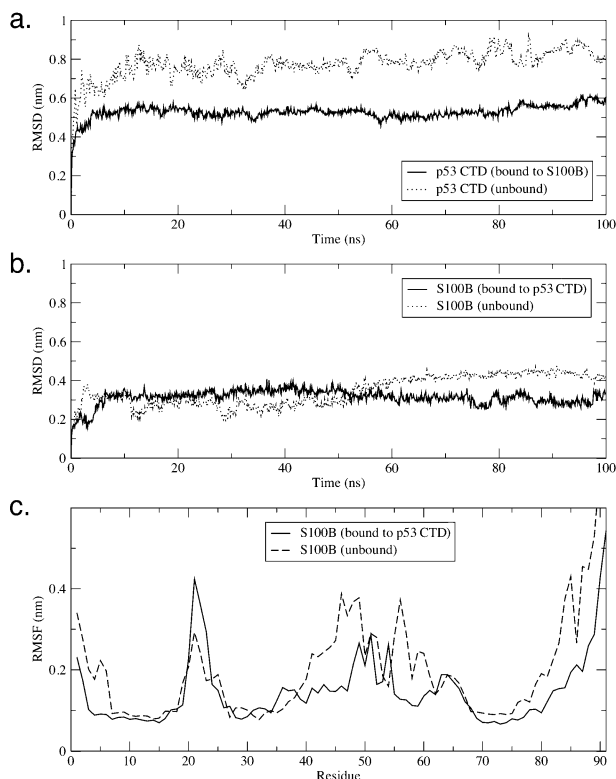 a.
1
0.8
0.6
0.4
0.2
0
RMSD (nm)
p53 CTD (bound to S100B)
p53 CTD (unbound)
0 20 40 60 80 100
Time (ns)
b.
1
0.8
0.6
0.4
0.2
0
RMSD (nm)
S100B (bound to p53 CTD)
S100B (unbound)
0 20 40 60 80 100
Time (ns)
c.
0.4
0.2
0
RMSF (nm)
S100B (bound to p53 CTD)
S100B (unbound)
0 10 20 30 40 50 60 70 80 90
Residue